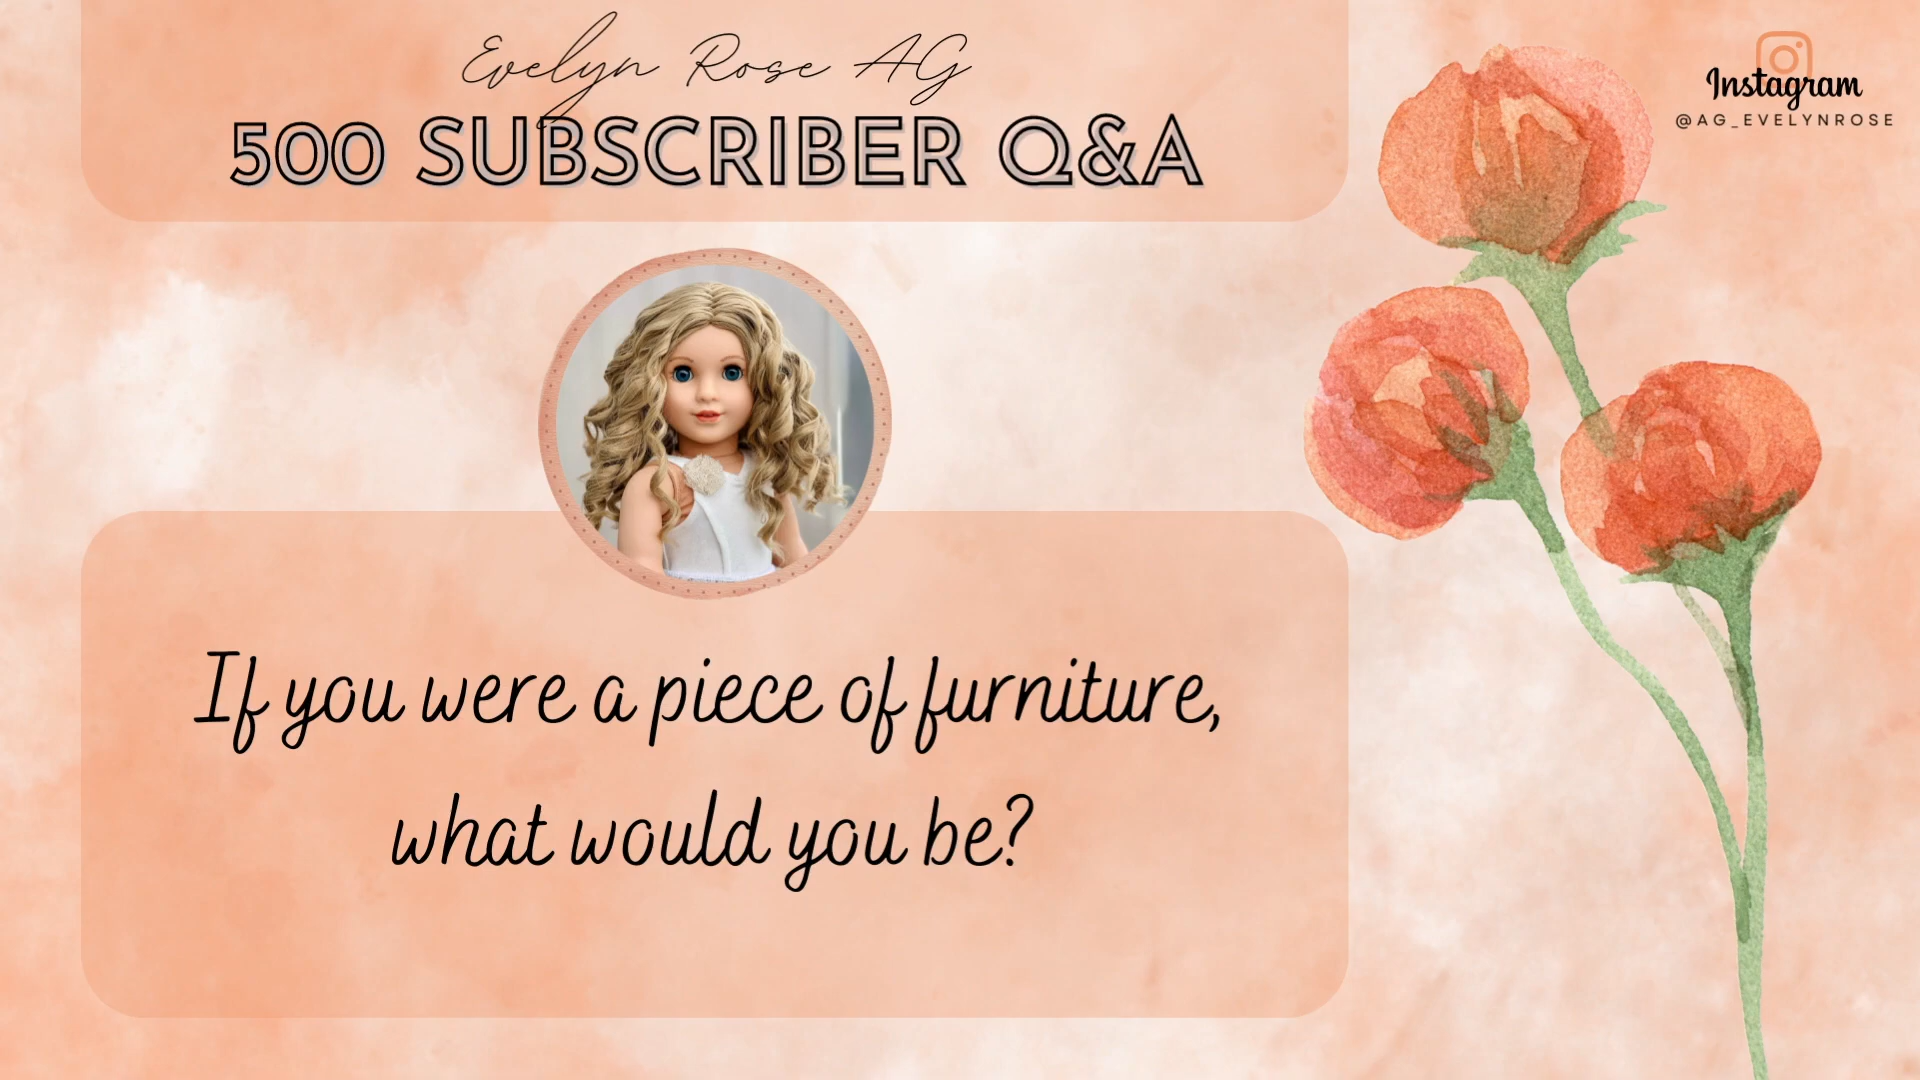 Evelyn Rose AG
500 SUBSCRIBER Q&A
Instagram
@AG_EVELYNROSE
If you were a piece of furniture,
what would you be?